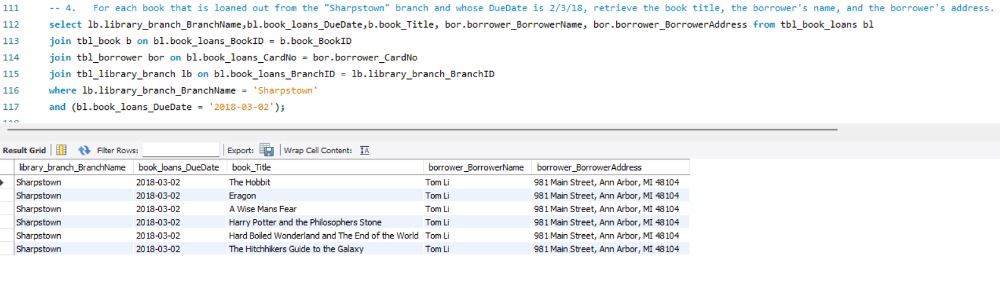 111 -- 4. For each book that is loaned out from the "Sharpstown" branch and whose DueDate is 2/3/18, retrieve the book title, the borrower's name, and the borrower's address.
112 select lb.library_branch_BranchName,bl.book_loans_DueDate,b.book_Title, bor.borrower_BorrowerName, bor.borrower_BorrowerAddress from tbl_book_loans bl
113 join tbl_book b on bl.book_loans_BookID = b.book_BookID
114 join tbl_borrower bor on bl.book_loans_CardNo = bor.borrower_CardNo
115 join tbl_library_branch lb on bl.book_loans_BranchID = lb.library_branch_BranchID
116 where lb.library_branch_BranchName = 'Sharpstown'
117 and (bl.book_loans_DueDate = '2018-03-02');
Result Grid Filter Rows: Export: Wrap Cell Content: IA
library_branch_BranchName book_loans_DueDate book_Title borrower_BorrowerName borrower_BorrowerAddress
Sharpstown 2018-03-02 The Hobbit Tom Li 981 Main Street, Ann Arbor, MI 48104
Sharpstown 2018-03-02 Eragon Tom Li 981 Main Street, Ann Arbor, MI 48104
Sharpstown 2018-03-02 A Wise Mans Fear Tom Li 981 Main Street, Ann Arbor, MI 48104
Sharpstown 2018-03-02 Harry Potter and the Philosophers Stone Tom Li 981 Main Street, Ann Arbor, MI 48104
Sharpstown 2018-03-02 Hard Boiled Wonderland and The End of the World Tom Li 981 Main Street, Ann Arbor, MI 48104
Sharpstown 2018-03-02 The Hitchhikers Guide to the Galaxy Tom Li 981 Main Street, Ann Arbor, MI 48104